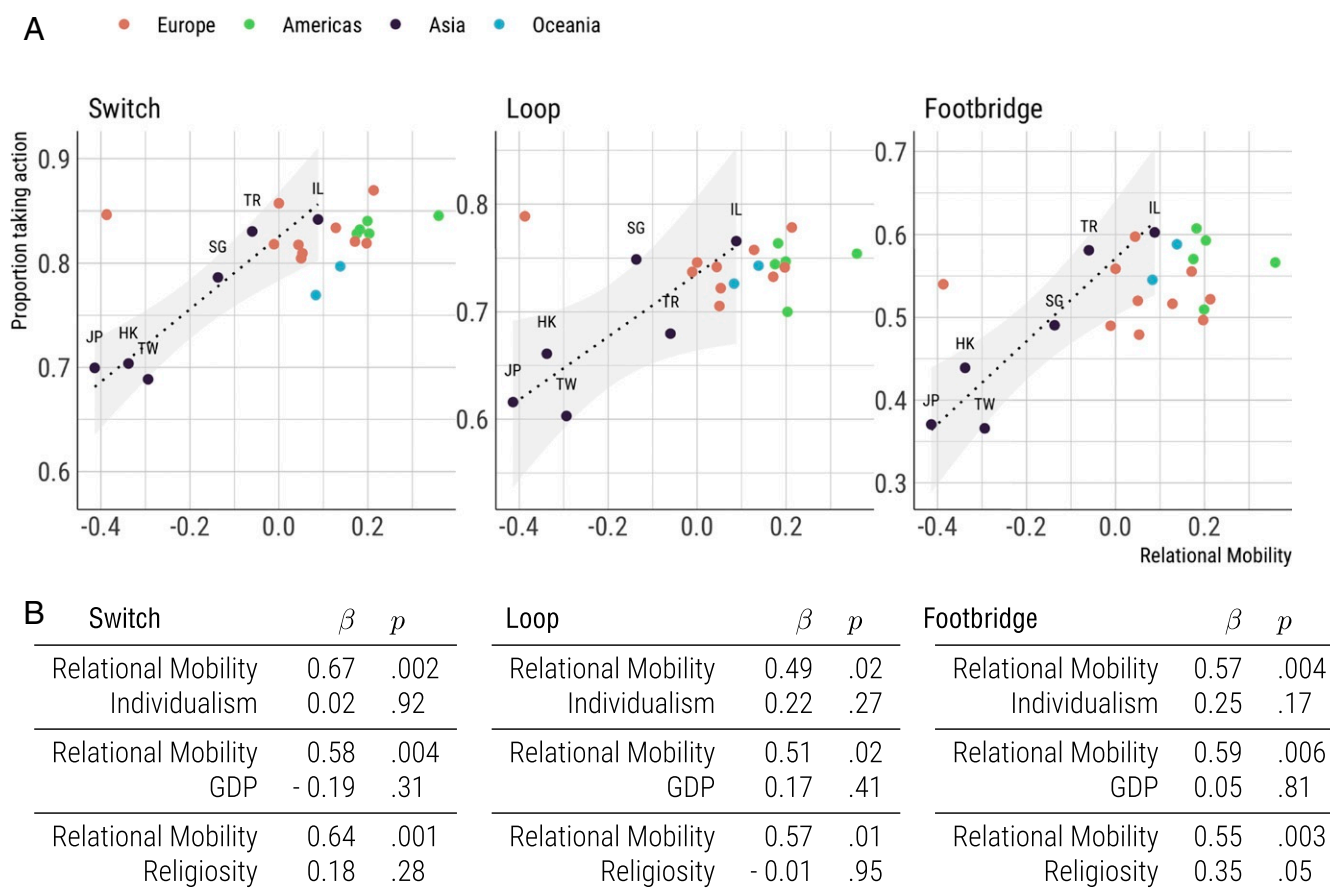 A
Europe Americas Asia Oceania
Switch Loop Footbridge
Proportion taking action
0.9
0.8
0.7
0.6
-0.4 -0.2 0.0 0.2
JP HK TW SG TR IL
0.8
0.7
0.6
-0.4 -0.2 0.0 0.2
JP HK TW SG TR IL
0.7
0.6
0.5
0.4
0.3
-0.4 -0.2 0.0 0.2
JP HK TW SG TR IL
Relational Mobility
B
Switch β p
Relational Mobility 0.67 .002
Individualism 0.02 .92
Relational Mobility 0.58 .004
GDP - 0.19 .31
Relational Mobility 0.64 .001
Religiosity 0.18 .28
Loop β p
Relational Mobility 0.49 .02
Individualism 0.22 .27
Relational Mobility 0.51 .02
GDP 0.17 .41
Relational Mobility 0.57 .01
Religiosity - 0.01 .95
Footbridge β p
Relational Mobility 0.57 .004
Individualism 0.25 .17
Relational Mobility 0.59 .006
GDP 0.05 .81
Relational Mobility 0.55 .003
Religiosity 0.35 .05